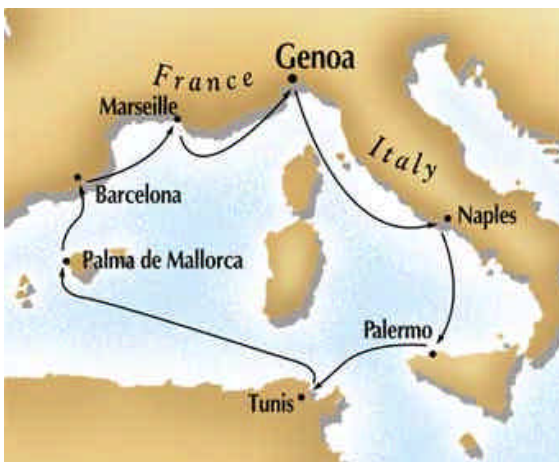 Genoa
France
Marseille
Italy
Barcelona
Naples
Palma de Mallorca
Palermo
Tunis